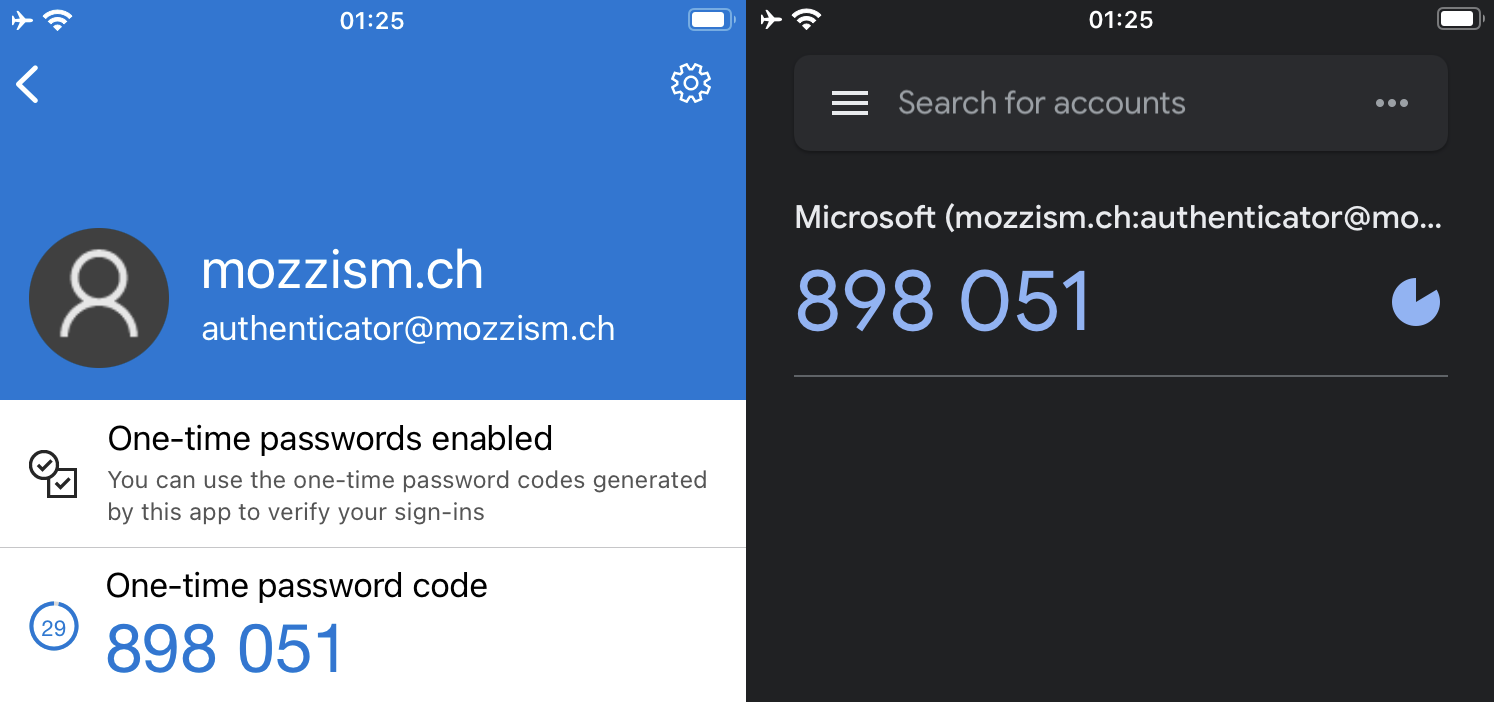 01:25
mozzism.ch
authenticator@mozzism.ch
One-time passwords enabled
You can use the one-time password codes generated
by this app to verify your sign-ins
One-time password code
29
898 051
01:25
Search for accounts
Microsoft (mozzism.ch:authenticator@mo...
898 051